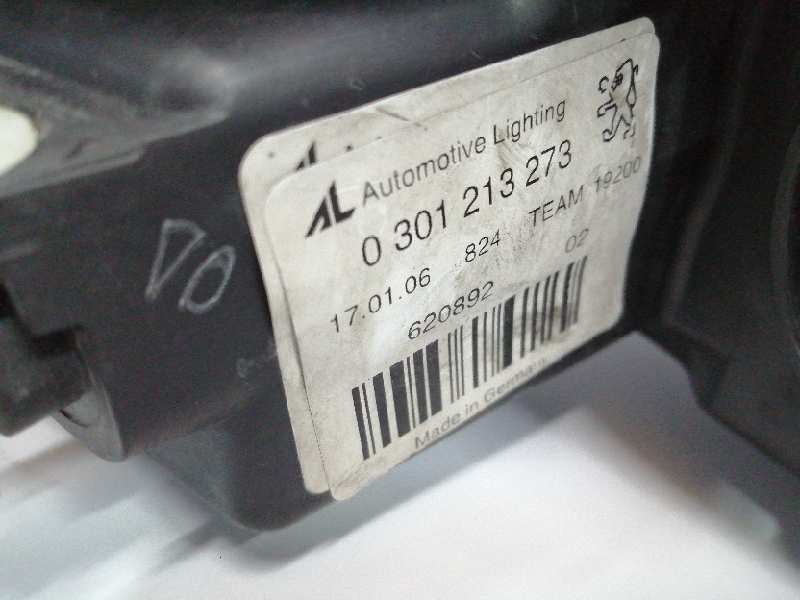 AL Automotive Lighting
0 301 213 273
17.01.06 824 TEAM 19200
620892 02
Made in Germany
DO